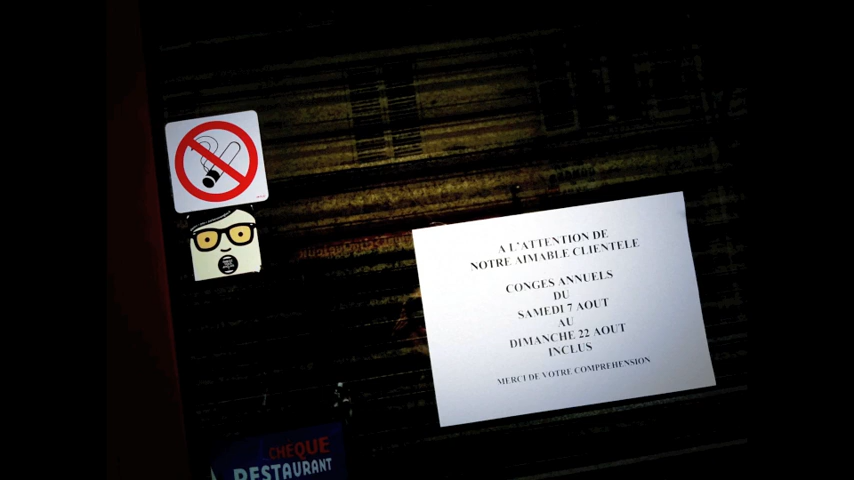 A L'ATTENTION DE
NOTRE AIMABLE CLIENTELE
CONGES ANNUELS
DU
SAMEDI 7 AOUT
AU
DIMANCHE 22 AOUT
INCLUS
MERCI DE VOTRE COMPREHENSION
CHEQUE
RESTAURANT